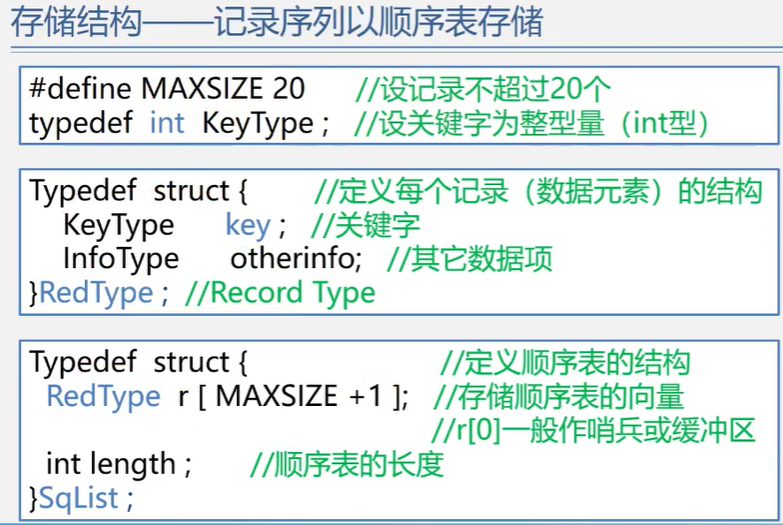 存储结构——记录序列以顺序表存储
#define MAXSIZE 20 //设记录不超过20个
typedef int KeyType ; //设关键字为整型量（int型）
Typedef struct { //定义每个记录（数据元素）的结构
KeyType key ; //关键字
InfoType otherinfo; //其它数据项
}RedType ; //Record Type
Typedef struct { //定义顺序表的结构
RedType r [ MAXSIZE +1 ]; //存储顺序表的向量
//r[0]一般作哨兵或缓冲区
int length ; //顺序表的长度
}SqList ;